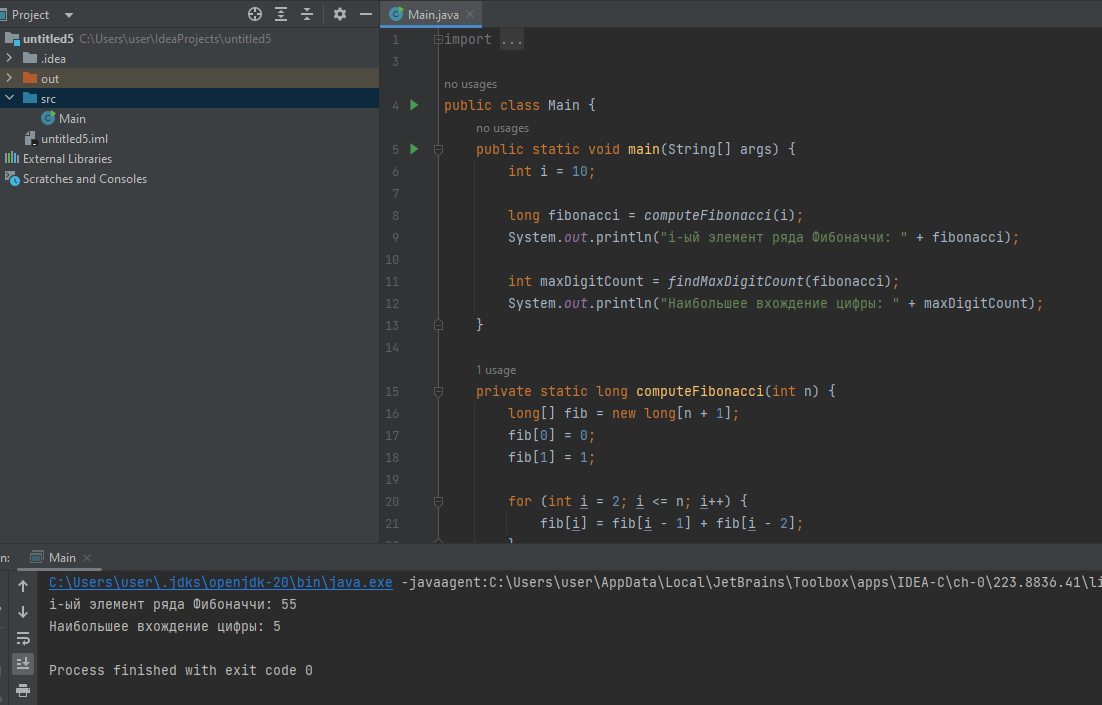 Project
untitled5 C:\Users\user\IdeaProjects\untitled5
.idea
out
src
Main
untitled5.iml
External Libraries
Scratches and Consoles
Main.java
1 import ...
3
no usages
4 public class Main {
no usages
5 public static void main(String[] args) {
6 int i = 10;
7
8 long fibonacci = computeFibonacci(i);
9 System.out.println("i-ый элемент ряда Фибоначчи: " + fibonacci);
10
11 int maxDigitCount = findMaxDigitCount(fibonacci);
12 System.out.println("Наибольшее вхождение цифры: " + maxDigitCount);
13 }
14
1 usage
15 private static long computeFibonacci(int n) {
16 long[] fib = new long[n + 1];
17 fib[0] = 0;
18 fib[1] = 1;
19
20 for (int i = 2; i <= n; i++) {
21 fib[i] = fib[i - 1] + fib[i - 2];
}
n: Main
C:\Users\user\.jdks\openjdk-20\bin\java.exe -javaagent:C:\Users\user\AppData\Local\JetBrains\Toolbox\apps\IDEA-C\ch-0\223.8836.41\li
i-ый элемент ряда Фибоначчи: 55
Наибольшее вхождение цифры: 5
Process finished with exit code 0